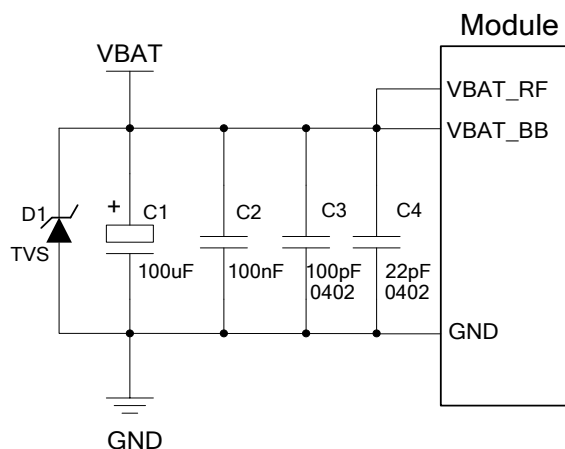 Module
VBAT
VBAT_RF
VBAT_BB
D1
TVS
+
C1
100uF
C2
100nF
C3
100pF
0402
C4
22pF
0402
GND
GND